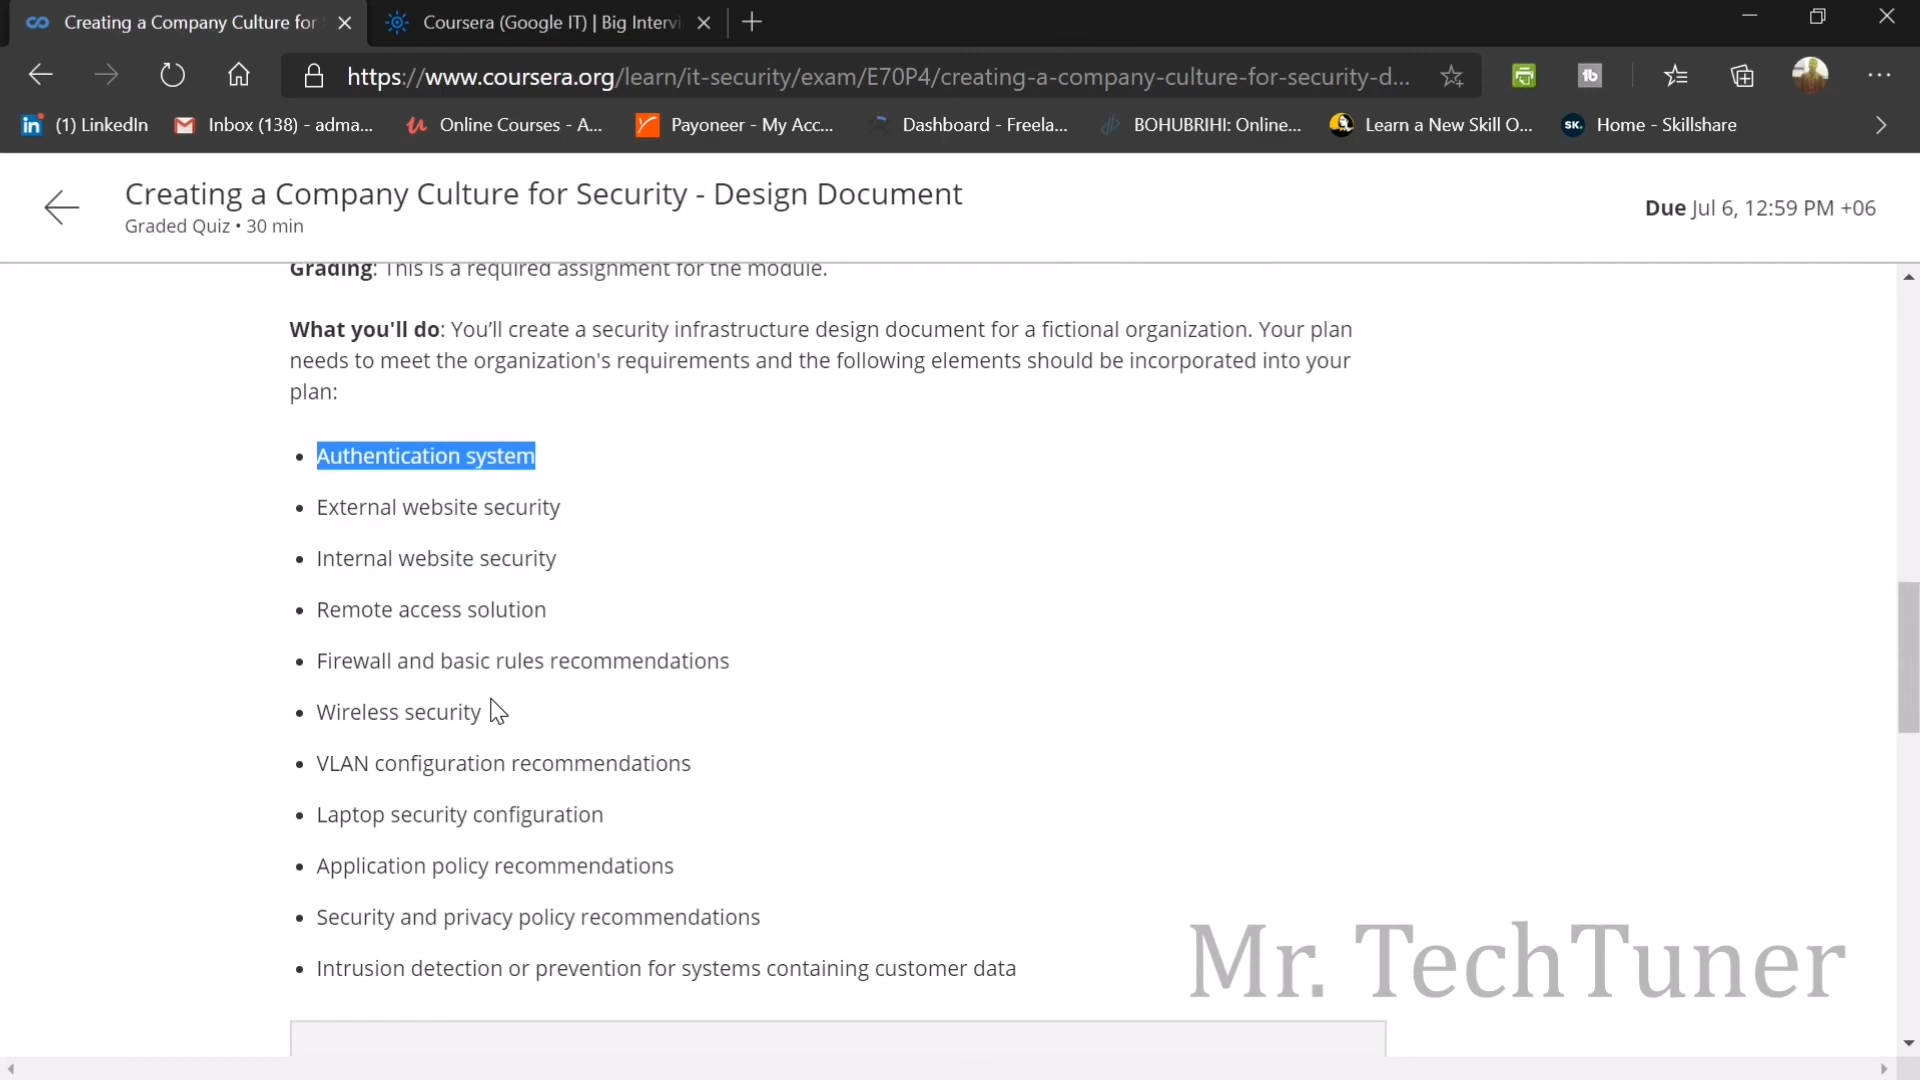 Creating a Company Culture for
Coursera (Google IT) | Big Intervi
https://www.coursera.org/learn/it-security/exam/E70P4/creating-a-company-culture-for-security-d...
(1) LinkedIn
Inbox (138) - adma...
Online Courses - A...
Payoneer - My Acc...
Dashboard - Freela...
BOHUBRIHI: Online...
Learn a New Skill O...
SK.
Home - Skillshare
Creating a Company Culture for Security - Design Document
Graded Quiz • 30 min
Due Jul 6, 12:59 PM +06
Grading: This is a required assignment for the module.
What you'll do: You’ll create a security infrastructure design document for a fictional organization. Your plan
needs to meet the organization's requirements and the following elements should be incorporated into your
plan:
• Authentication system
• External website security
• Internal website security
• Remote access solution
• Firewall and basic rules recommendations
• Wireless security
• VLAN configuration recommendations
• Laptop security configuration
• Application policy recommendations
• Security and privacy policy recommendations
• Intrusion detection or prevention for systems containing customer data
Mr. TechTuner